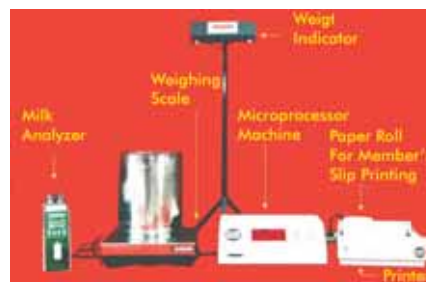 Weigt
Indicator
Weighing
Scale
Milk
Analyzer
Microprocessor
Machine
Paper Roll
For Member'
Slip Printing
Printe